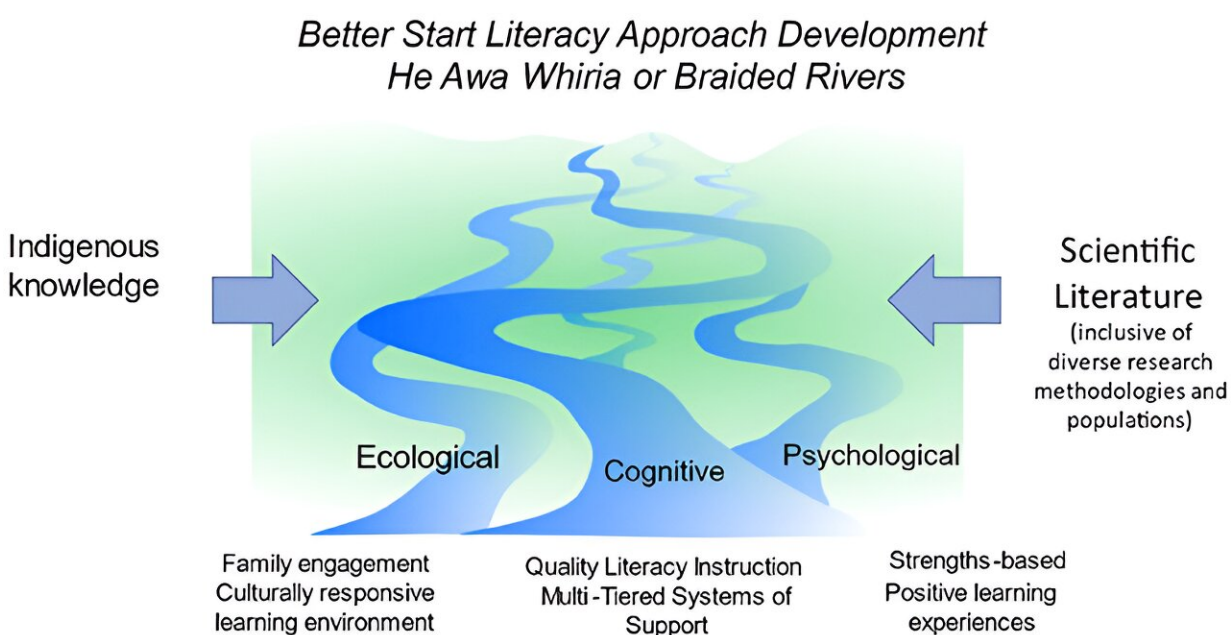 Better Start Literacy Approach Development
He Awa Whiria or Braided Rivers
Indigenous
knowledge
Scientific
Literature
(inclusive of
diverse research
methodologies and
populations)
Ecological
Cognitive
Psychological
Family engagement
Culturally responsive
learning environment
Quality Literacy Instruction
Multi-Tiered Systems of
Support
Strengths-based
Positive learning
experiences